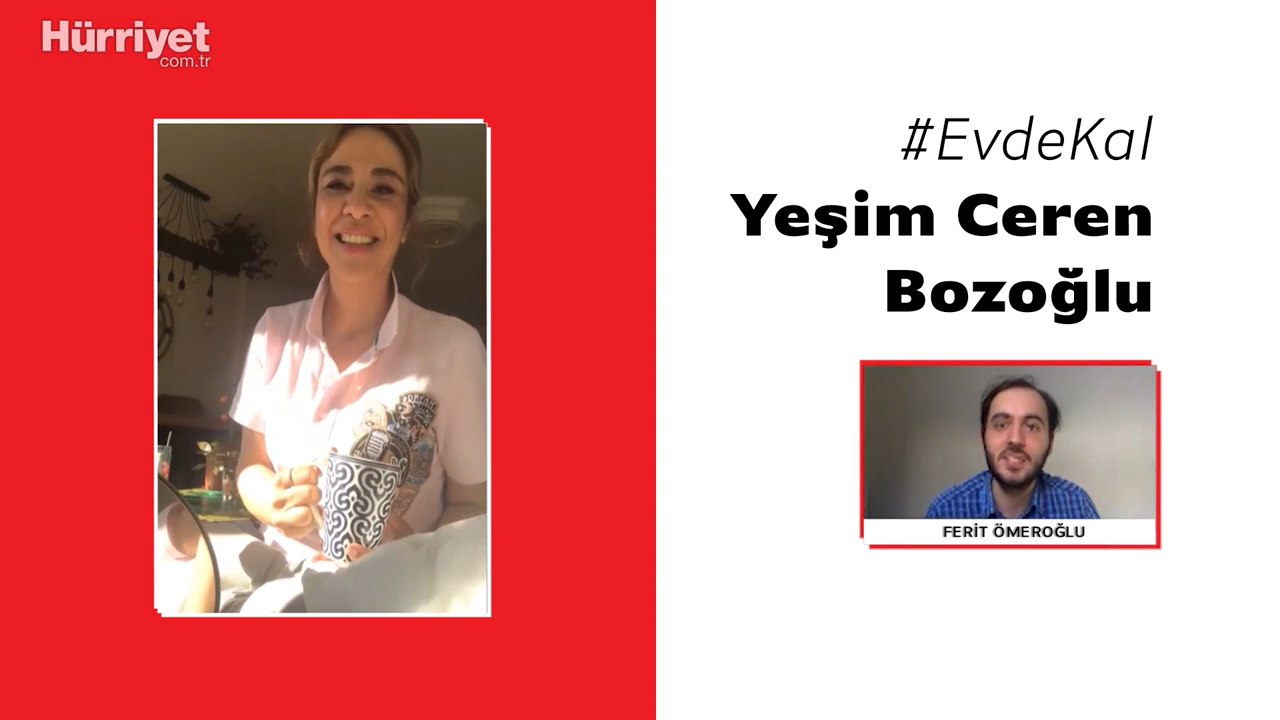 Hürriyet
com.tr
#EvdeKal
Yeşim Ceren
Bozoğlu
FERİT ÖMEROĞLU